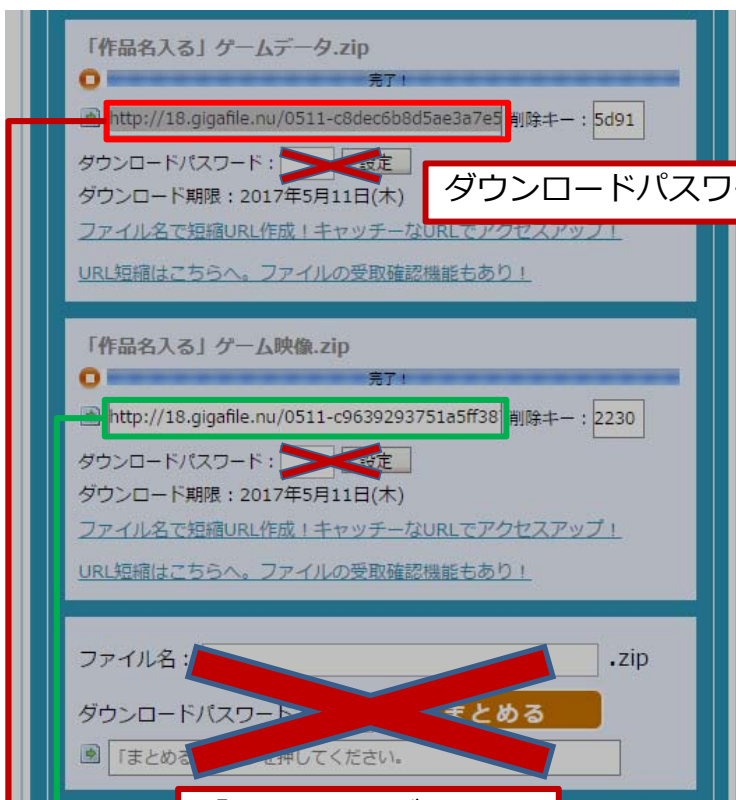 「作品名入る」ゲームデータ.zip
完了！
http://18.gigafile.nu/0511-c8dec6b8d5ae3a7e5 削除キー：5d91
ダウンロードパスワード： 設定
ダウンロードパスワ
ダウンロード期限：2017年5月11日(木)
ファイル名で短縮URL作成！キャッチーなURLでアクセスアップ！
URL短縮はこちらへ。ファイルの受取確認機能もあり！
「作品名入る」ゲーム映像.zip
完了！
http://18.gigafile.nu/0511-c9639293751a5ff38 削除キー：2230
ダウンロードパスワード： 設定
ダウンロード期限：2017年5月11日(木)
ファイル名で短縮URL作成！キャッチーなURLでアクセスアップ！
URL短縮はこちらへ。ファイルの受取確認機能もあり！
ファイル名： .zip
ダウンロードパスワード まとめる
「まとめる 押してください。